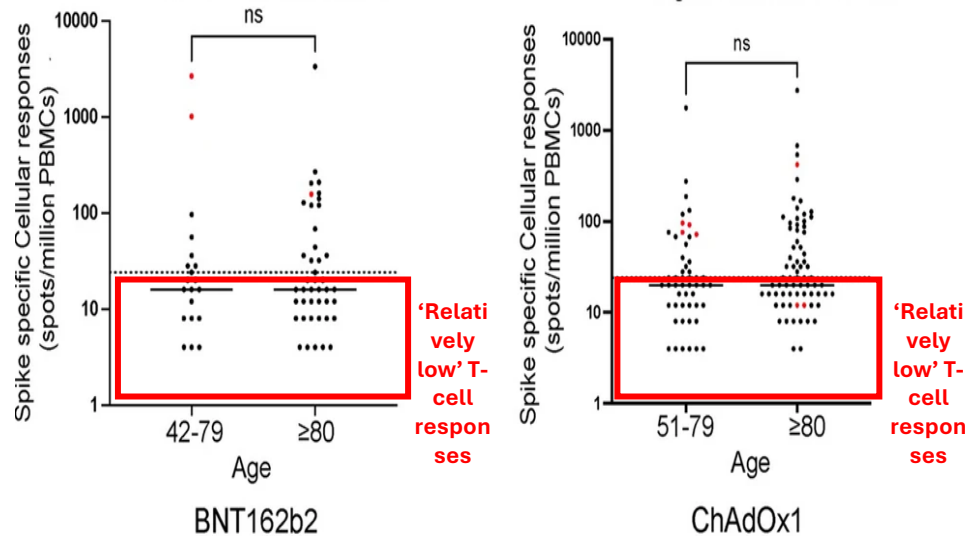 Spike specific Cellular responses
(spots/million PBMCs)
10000
1000
100
10
1
ns
42-79
≥80
Age
BNT162b2
‘Relati
vely
low’ T-
cell
respon
ses
Spike specific Cellular responses
(spots/million PBMCs)
10000
1000
100
10
1
ns
51-79
≥80
Age
ChAdOx1
‘Relati
vely
low’ T-
cell
respon
ses